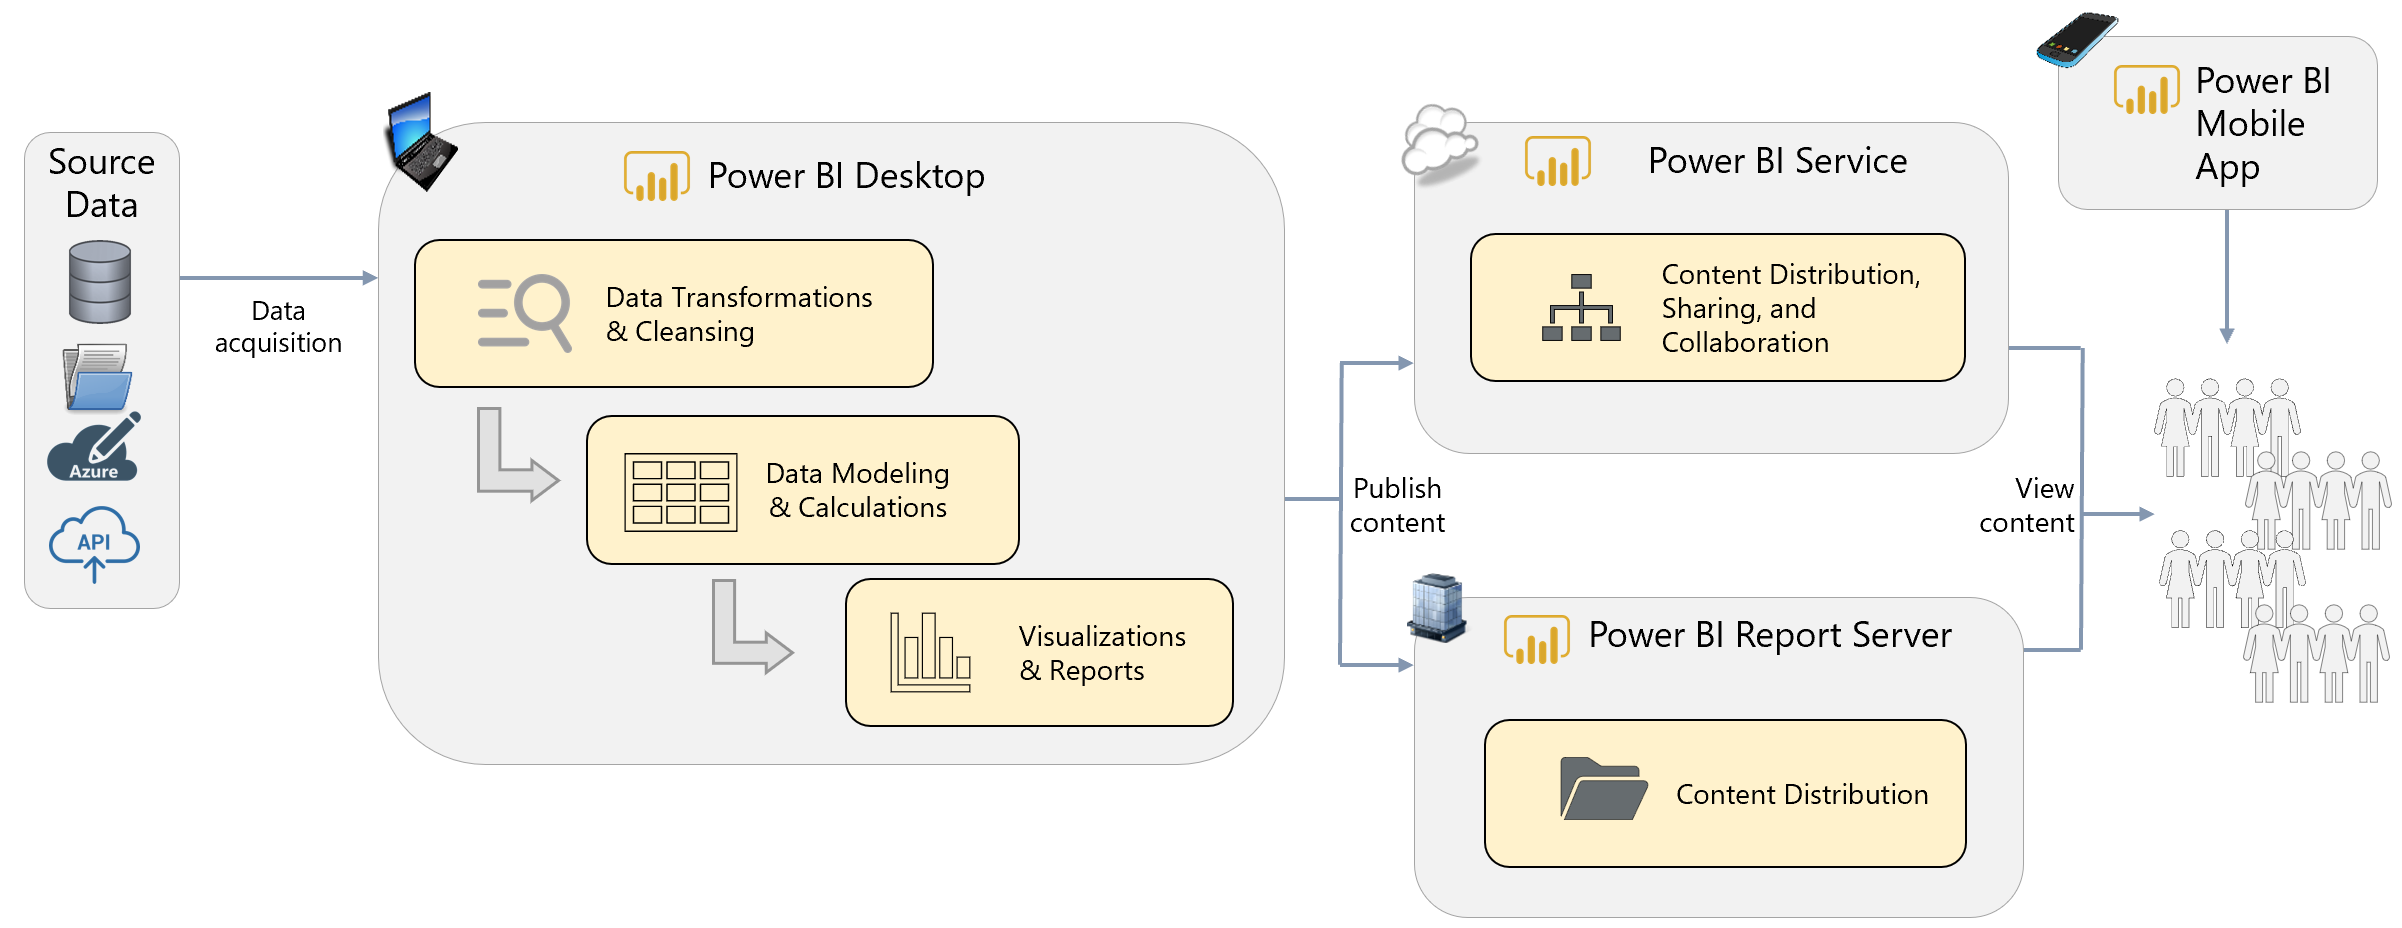 Source
Data
Azure
API
Data
acquisition
Power BI Desktop
Data Transformations
& Cleansing
Data Modeling
& Calculations
Visualizations
& Reports
Publish
content
Power BI Service
Content Distribution,
Sharing, and
Collaboration
Power BI Report Server
Content Distribution
View
content
Power BI
Mobile
App